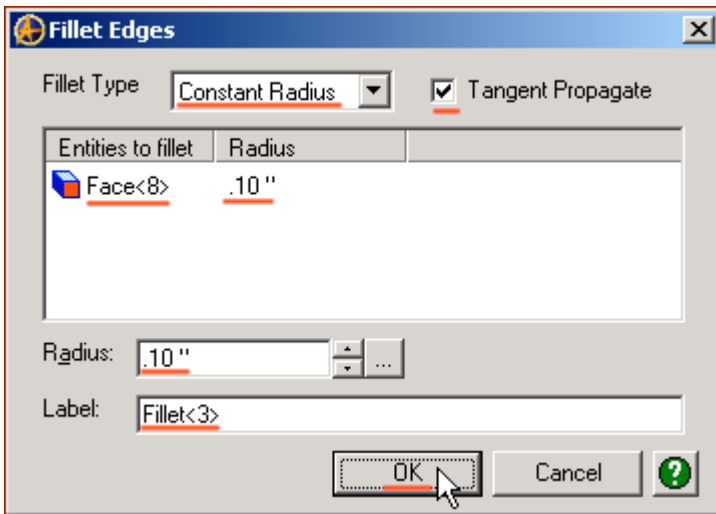 Fillet Edges
Fillet Type Constant Radius Tangent Propagate
Entities to fillet Radius
Face<8> .10 "
Radius: .10 " ...
Label: Fillet<3>
OK Cancel ?